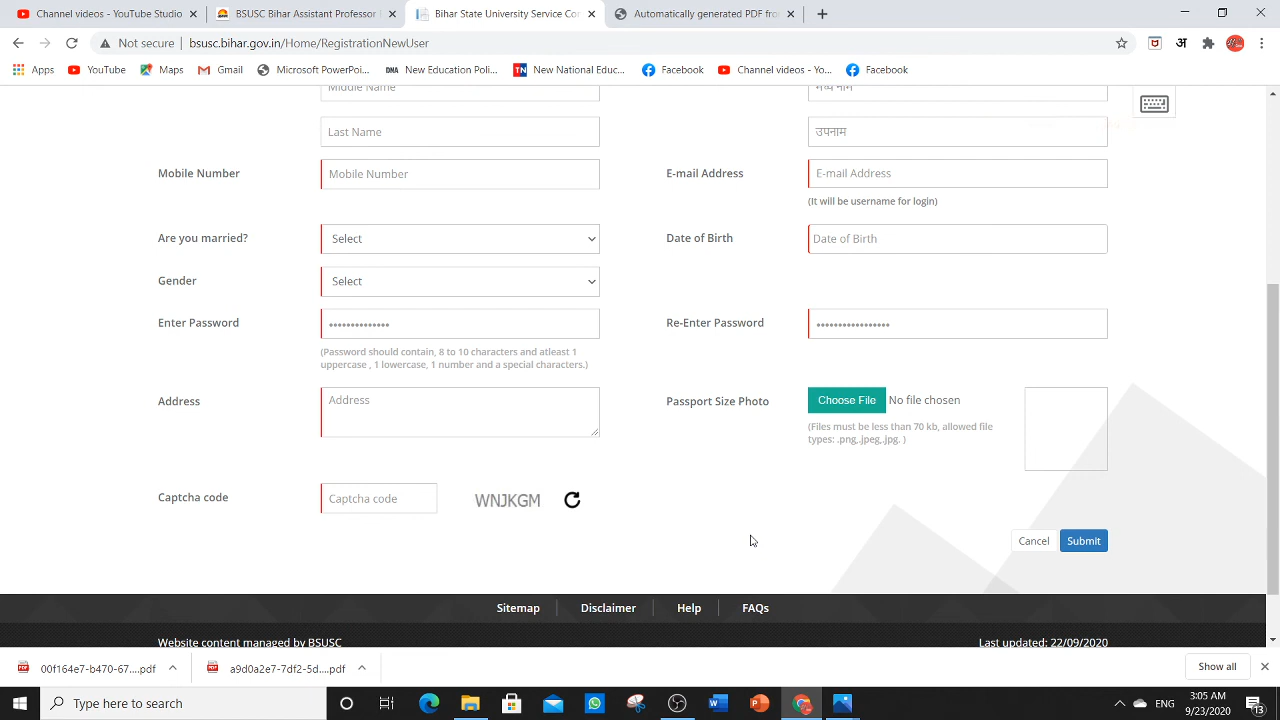 Channel videos - YouTube Studio
BSUSC Bihar Assistant Professor
Bihar State University Service Co
Automatically generated PDF fro
Not secure
bsusc.bihar.gov.in/Home/RegistrationNewUser
अ
Apps
YouTube
Maps
Gmail
Microsoft PowerPoi...
DNA New Education Poli...
TN New National Educ...
Facebook
Channel videos - Yo...
Facebook
Middle Name
मध्य नाम
Last Name
उपनाम
Mobile Number
Mobile Number
E-mail Address
E-mail Address
(It will be username for login)
Are you married?
Select
Date of Birth
Date of Birth
Gender
Select
Enter Password
••••••••••••••
Re-Enter Password
•••••••••••••••••
(Password should contain, 8 to 10 characters and atleast 1
uppercase , 1 lowercase, 1 number and a special characters.)
Address
Address
Passport Size Photo
Choose File No file chosen
(Files must be less than 70 kb, allowed file
types: .png,.jpeg,.jpg. )
Captcha code
Captcha code
WNJKGM
Cancel
Submit
Sitemap
Disclaimer
Help
FAQs
Website content managed by BSUSC
Last updated: 22/09/2020
00f164e7-b470-67....pdf
a9d0a2e7-7df2-5d....pdf
Show all
Type here to search
ENG
3:05 AM
9/23/2020
13